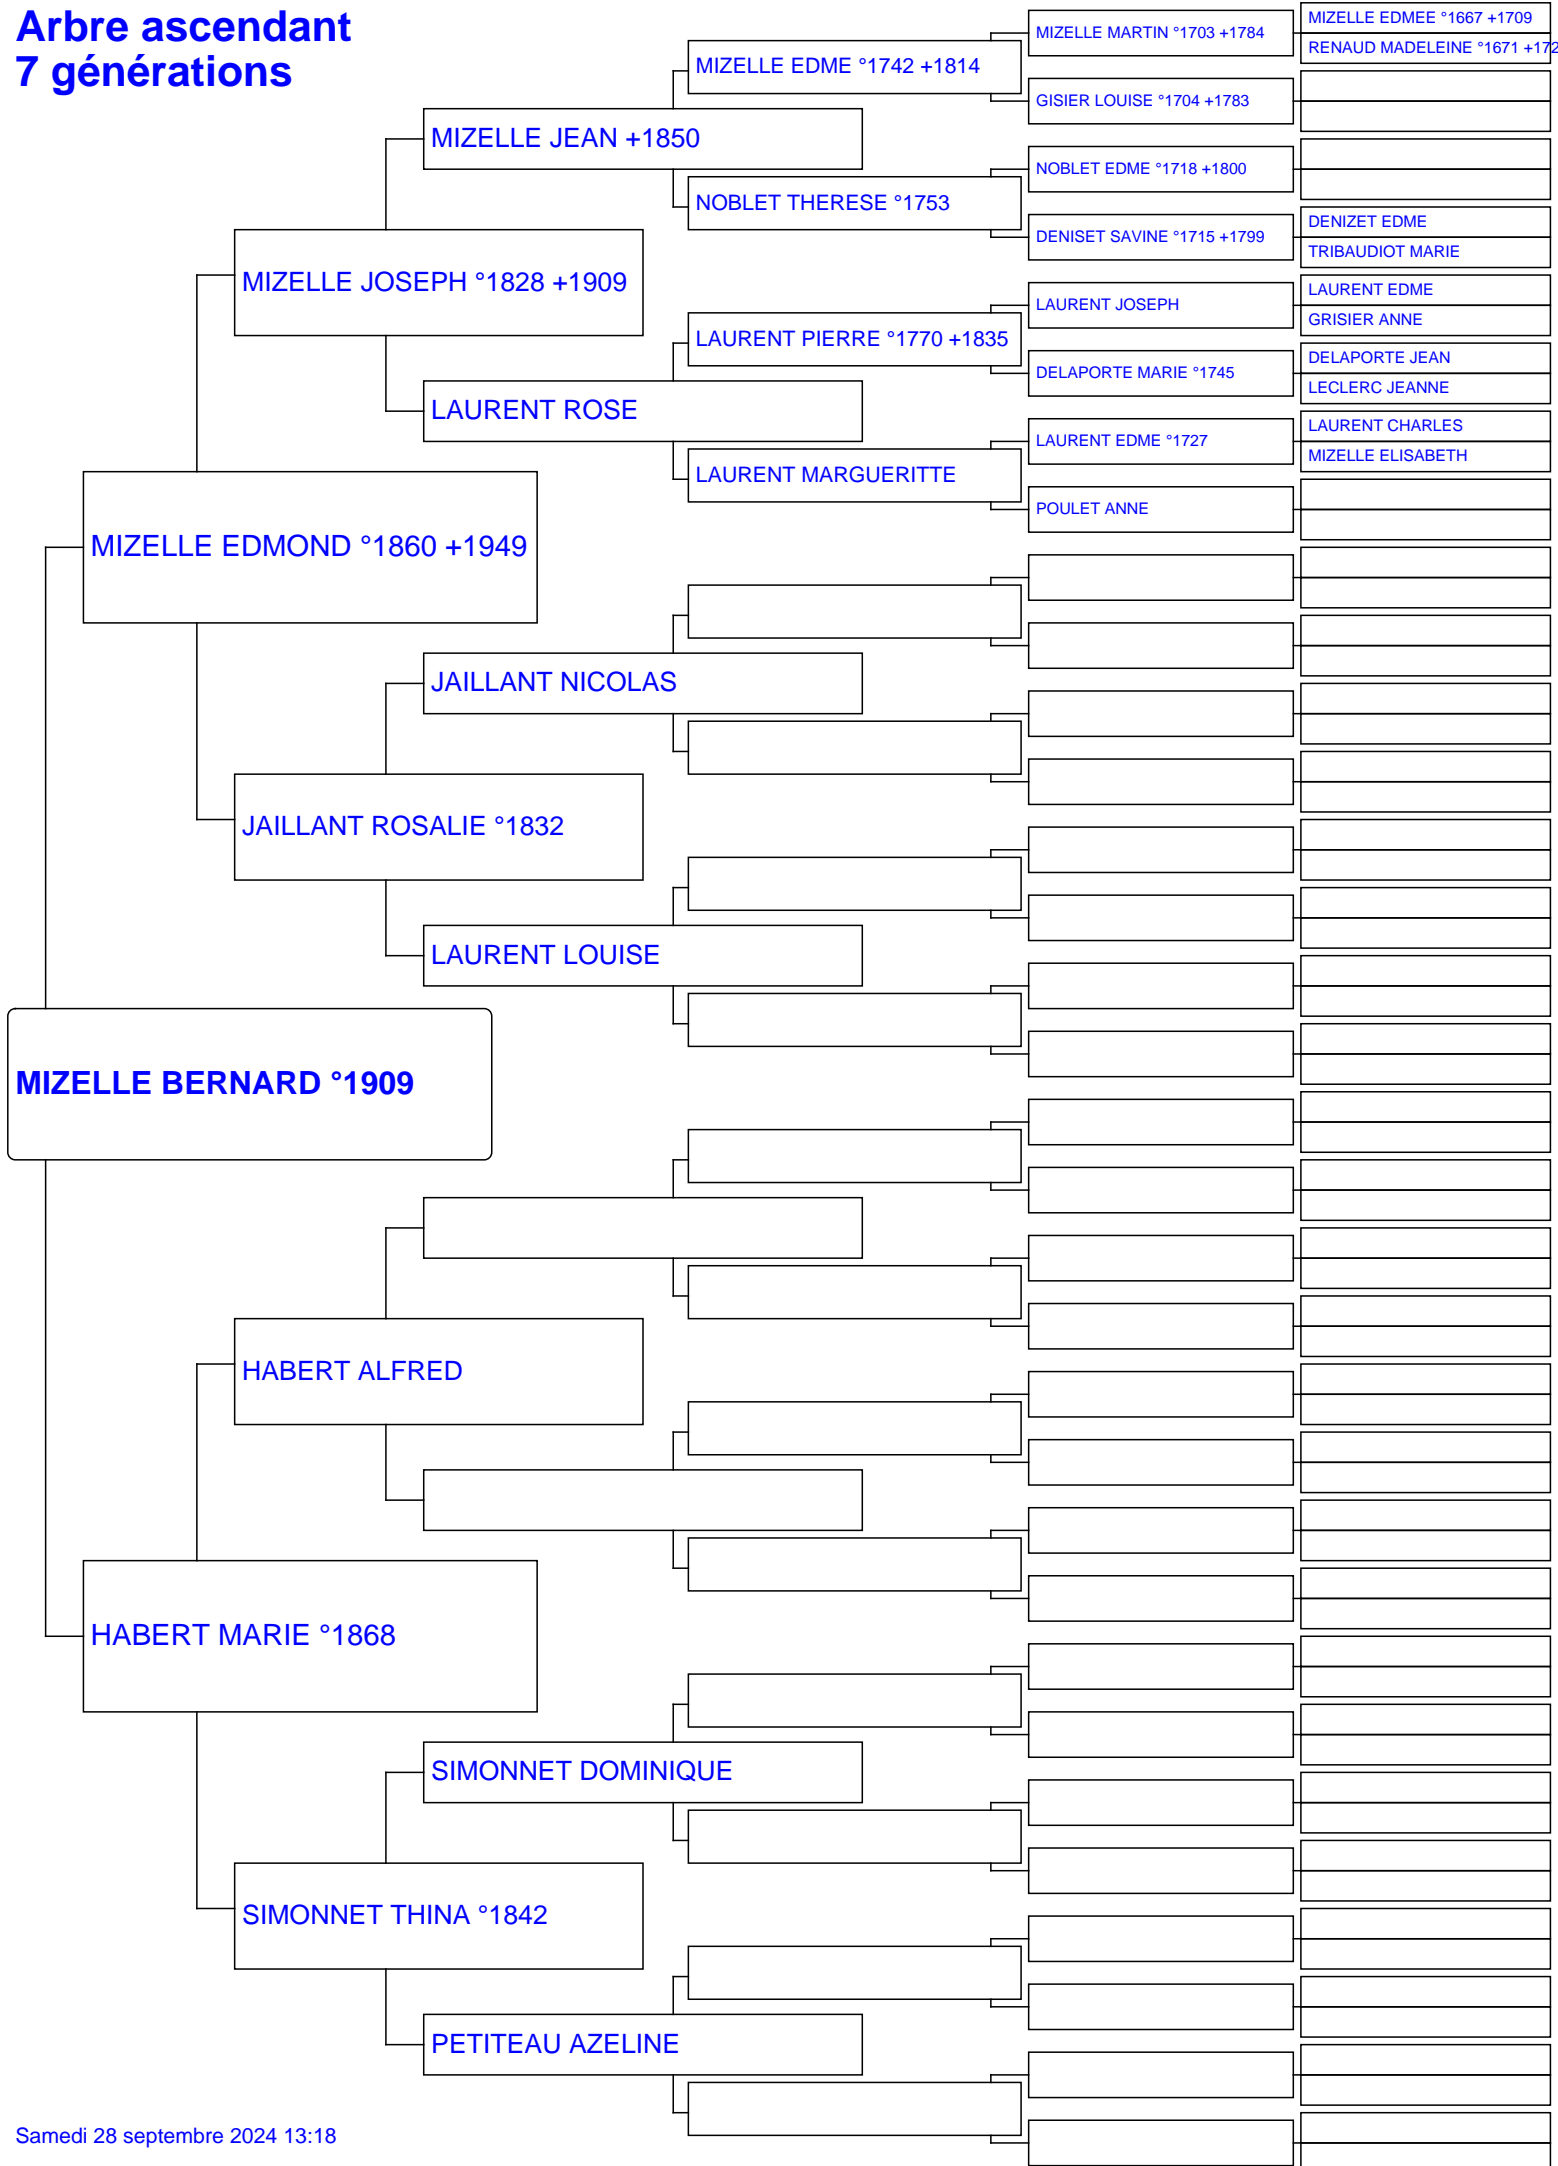 Arbre ascendant
7 générations
MIZELLE BERNARD °1909
MIZELLE EDMOND °1860 +1949
HABERT MARIE °1868
MIZELLE JOSEPH °1828 +1909
JAILLANT ROSALIE °1832
HABERT ALFRED
SIMONNET THINA °1842
MIZELLE JEAN +1850
LAURENT ROSE
JAILLANT NICOLAS
LAURENT LOUISE
SIMONNET DOMINIQUE
PETITEAU AZELINE
MIZELLE EDME °1742 +1814
NOBLET THERESE °1753
LAURENT PIERRE °1770 +1835
LAURENT MARGUERITTE
MIZELLE MARTIN °1703 +1784
GISIER LOUISE °1704 +1783
NOBLET EDME °1718 +1800
DENISET SAVINE °1715 +1799
LAURENT JOSEPH
DELAPORTE MARIE °1745
LAURENT EDME °1727
POULET ANNE
MIZELLE EDMEE °1667 +1709
RENAUD MADELEINE °1671 +172
DENIZET EDME
TRIBAUDIOT MARIE
LAURENT EDME
GRISIER ANNE
DELAPORTE JEAN
LECLERC JEANNE
LAURENT CHARLES
MIZELLE ELISABETH
Samedi 28 septembre 2024 13:18